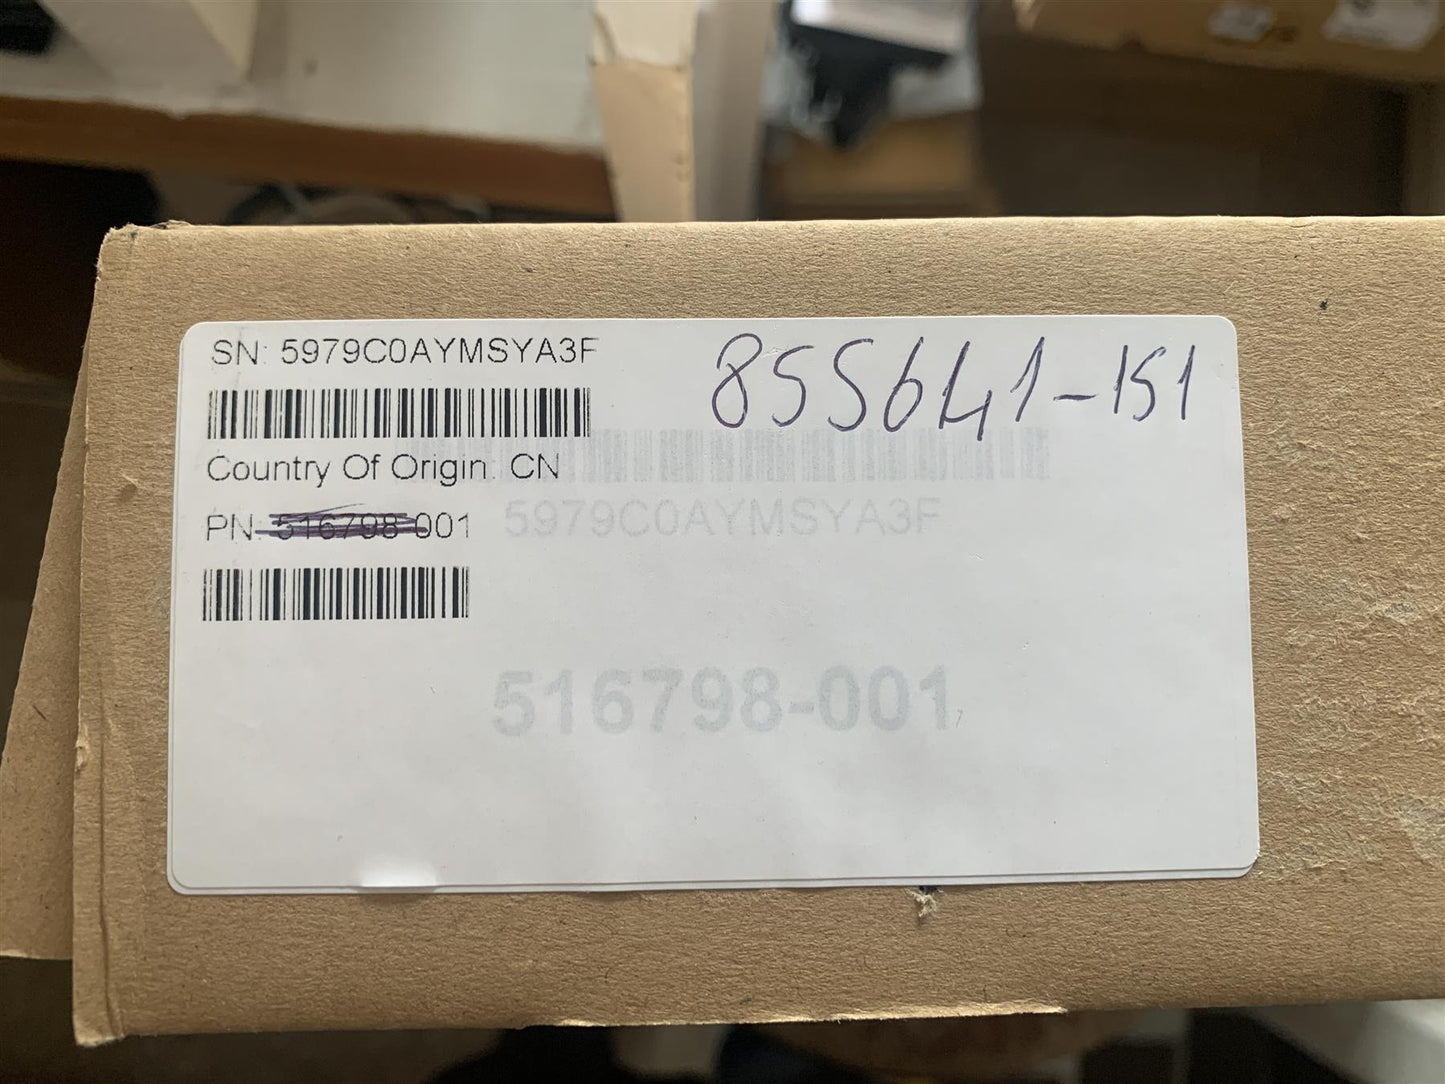 SN: 5979C0AYMSYA3F
855641-151
Country Of Origin: CN
PN: 516798-001
5979C0AYMSYA3F
516798-001